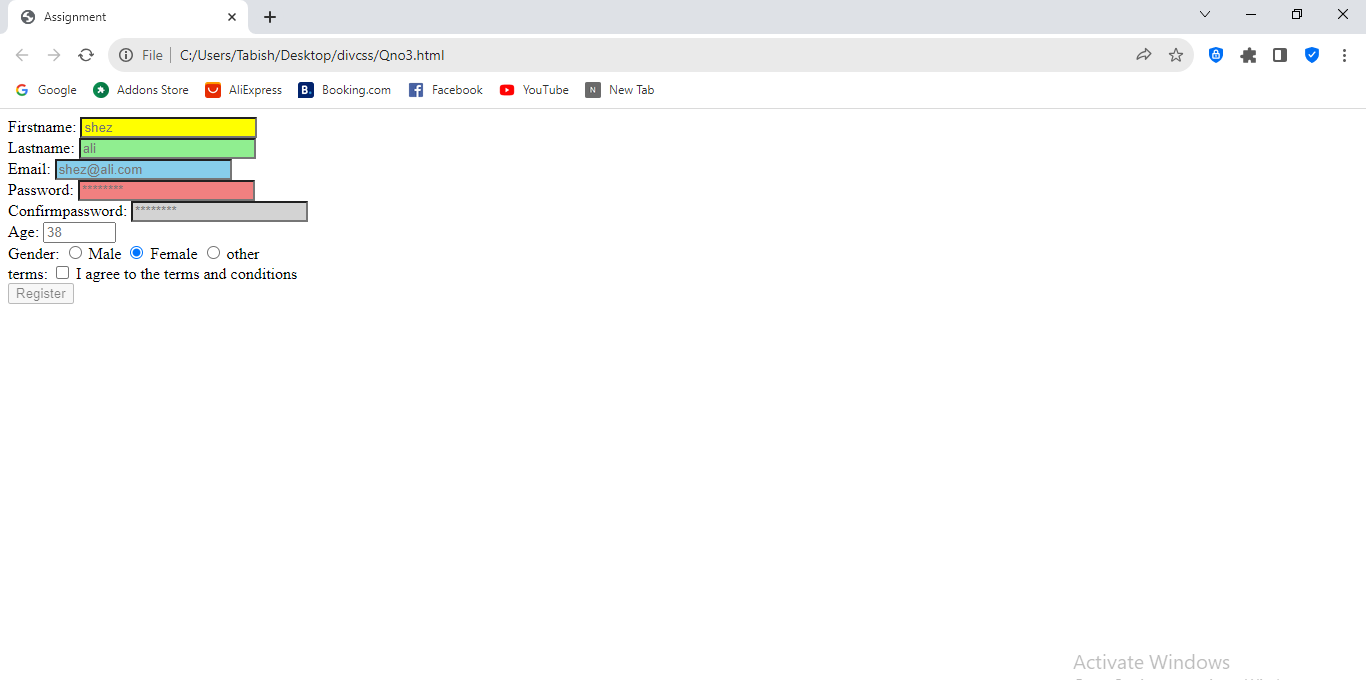 Assignment
File C:/Users/Tabish/Desktop/divcss/Qno3.html
Google Addons Store AliExpress B. Booking.com Facebook YouTube N New Tab
Firstname: shez
Lastname: ali
Email: shez@ali.com
Password: ********
Confirmpassword: ********
Age: 38
Gender: Male Female other
terms: I agree to the terms and conditions
Register
Activate Windows